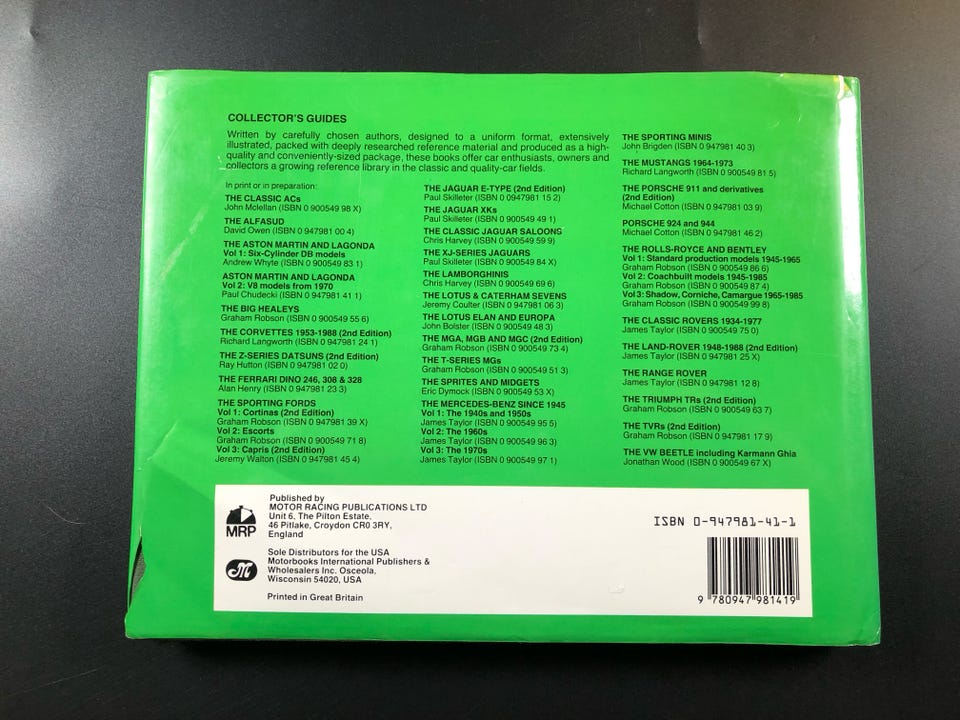 COLLECTOR'S GUIDES
Written by carefully chosen authors, designed to a uniform format, extensively
illustrated, packed with deeply researched reference material and produced as a high-
quality and conveniently-sized package, these books offer car enthusiasts, owners and
collectors a growing reference library in the classic and quality-car fields.
In print or in preparation:
THE CLASSIC ACs
John Mclellan (ISBN 0 900549 98 X)
THE ALFASUD
David Owen (ISBN 0 947981 00 4)
THE ASTON MARTIN AND LAGONDA
Vol 1: Six-Cylinder DB models
Andrew Whyte (ISBN 0 900549 83 1)
ASTON MARTIN AND LAGONDA
Vol 2: V8 models from 1970
Paul Chudecki (ISBN 0 947981 41 1)
THE BIG HEALEYS
Graham Robson (ISBN 0 900549 55 6)
THE CORVETTES 1953-1988 (2nd Edition)
Richard Langworth (ISBN 0 947981 24 1)
THE Z-SERIES DATSUNS (2nd Edition)
Ray Hutton (ISBN 0 947981 02 0)
THE FERRARI DINO 246, 308 & 328
Alan Henry (ISBN 0 947981 23 3)
THE SPORTING FORDS
Vol 1: Cortinas (2nd Edition)
Graham Robson (ISBN 0 947981 39 X)
Vol 2: Escorts
Graham Robson (ISBN 0 900549 71 8)
Vol 3: Capris (2nd Edition)
Jeremy Walton (ISBN 0 947981 45 4)
THE JAGUAR E-TYPE (2nd Edition)
Paul Skilleter (ISBN 0 0947981 15 2)
THE JAGUAR XKs
Paul Skilleter (ISBN 0 900549 49 1)
THE CLASSIC JAGUAR SALOONS
Chris Harvey (ISBN 0 900549 59 9)
THE XJ-SERIES JAGUARS
Paul Skilleter (ISBN 0 900549 84 X)
THE LAMBORGHINIS
Chris Harvey (ISBN 0 900549 69 6)
THE LOTUS & CATERHAM SEVENS
Jeremy Coulter (ISBN 0 947981 06 3)
THE LOTUS ELAN AND EUROPA
John Bolster (ISBN 0 900549 48 3)
THE MGA, MGB AND MGC (2nd Edition)
Graham Robson (ISBN 0 900549 73 4)
THE T-SERIES MGs
Graham Robson (ISBN 0 900549 51 3)
THE SPRITES AND MIDGETS
Eric Dymock (ISBN 0 900549 53 X)
THE MERCEDES-BENZ SINCE 1945
Vol 1: The 1940s and 1950s
James Taylor (ISBN 0 900549 95 5)
Vol 2: The 1960s
James Taylor (ISBN 0 900549 96 3)
Vol 3: The 1970s
James Taylor (ISBN 0 900549 97 1)
THE SPORTING MINIS
John Brigden (ISBN 0 947981 40 3)
THE MUSTANGS 1964-1973
Richard Langworth (ISBN 0 900549 81 5)
THE PORSCHE 911 and derivatives
(2nd Edition)
Michael Cotton (ISBN 0 947981 03 9)
PORSCHE 924 and 944
Michael Cotton (ISBN 0 947981 46 2)
THE ROLLS-ROYCE AND BENTLEY
Vol 1: Standard production models 1945-1965
Graham Robson (ISBN 0 900549 86 6)
Vol 2: Coachbuilt models 1945-1985
Graham Robson (ISBN 0 900549 87 4)
Vol 3: Shadow, Corniche, Camargue 1965-1985
Graham Robson (ISBN 0 900549 99 8)
THE CLASSIC ROVERS 1934-1977
James Taylor (ISBN 0 900549 75 0)
THE LAND-ROVER 1948-1988 (2nd Edition)
James Taylor (ISBN 0 947981 25 X)
THE RANGE ROVER
James Taylor (ISBN 0 947981 12 8)
THE TRIUMPH TRs (2nd Edition)
Graham Robson (ISBN 0 900549 63 7)
THE TVRs (2nd Edition)
Graham Robson (ISBN 0 947981 17 9)
THE VW BEETLE including Karmann Ghia
Jonathan Wood (ISBN 0 900549 67 X)
Published by
MOTOR RACING PUBLICATIONS LTD
Unit 6, The Pilton Estate,
46 Pitlake, Croydon CR0 3RY,
England
MRP
Sole Distributors for the USA
Motorbooks International Publishers &
Wholesalers Inc. Osceola,
Wisconsin 54020, USA
M
Printed in Great Britain
ISBN 0-947981-41-1
9 780947 981419